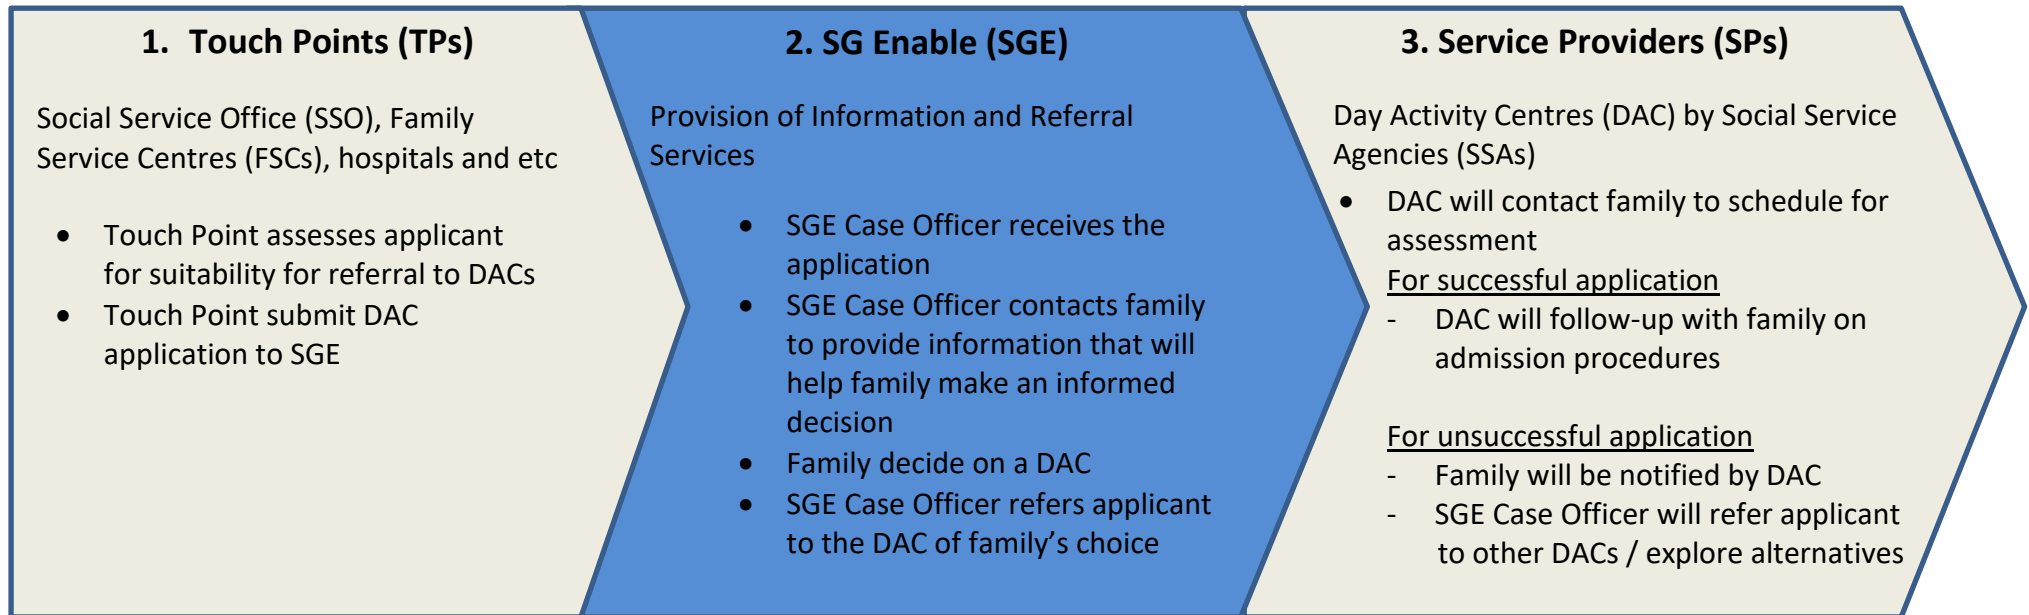 1. Touch Points (TPs)
Social Service Office (SSO), Family
Service Centres (FSCs), hospitals and etc
• Touch Point assesses applicant
for suitability for referral to DACs
• Touch Point submit DAC
application to SGE
2. SG Enable (SGE)
Provision of Information and Referral
Services
• SGE Case Officer receives the
application
• SGE Case Officer contacts family
to provide information that will
help family make an informed
decision
• Family decide on a DAC
• SGE Case Officer refers applicant
to the DAC of family’s choice
3. Service Providers (SPs)
Day Activity Centres (DAC) by Social Service
Agencies (SSAs)
• DAC will contact family to schedule for
assessment
For successful application
- DAC will follow-up with family on
admission procedures
For unsuccessful application
- Family will be notified by DAC
- SGE Case Officer will refer applicant
to other DACs / explore alternatives